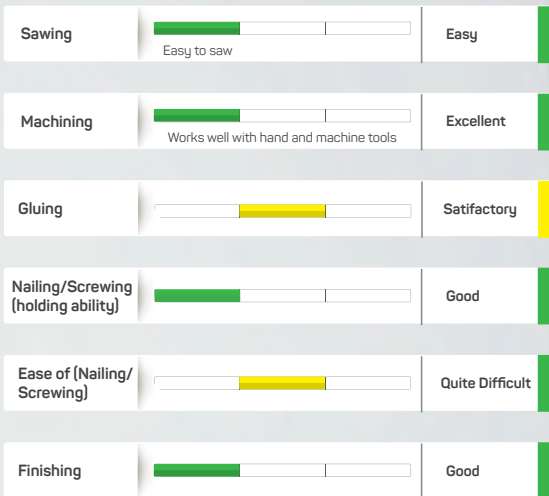 Sawing
Easy to saw
Easy
Machining
Works well with hand and machine tools
Excellent
Gluing
Satifactory
Nailing/Screwing
(holding ability)
Good
Ease of (Nailing/
Screwing)
Quite Difficult
Finishing
Good